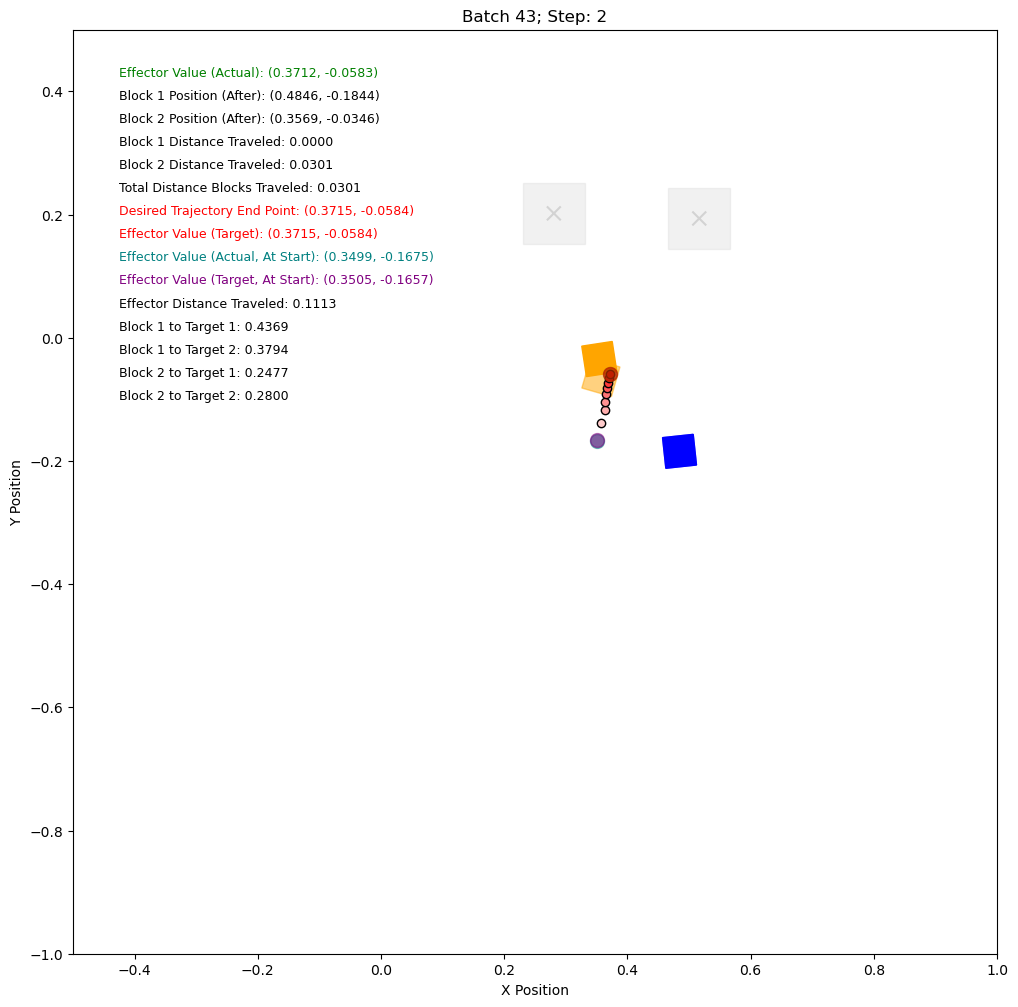 Batch 43; Step: 2
Effector Value (Actual): (0.3712, -0.0583)
Block 1 Position (After): (0.4846, -0.1844)
Block 2 Position (After): (0.3569, -0.0346)
Block 1 Distance Traveled: 0.0000
Block 2 Distance Traveled: 0.0301
Total Distance Blocks Traveled: 0.0301
Desired Trajectory End Point: (0.3715, -0.0584)
Effector Value (Target): (0.3715, -0.0584)
Effector Value (Actual, At Start): (0.3499, -0.1675)
Effector Value (Target, At Start): (0.3505, -0.1657)
Effector Distance Traveled: 0.1113
Block 1 to Target 1: 0.4369
Block 1 to Target 2: 0.3794
Block 2 to Target 1: 0.2477
Block 2 to Target 2: 0.2800
Y Position
0.4
0.2
0.0
−0.2
−0.4
−0.6
−0.8
−1.0
−0.4 −0.2 0.0 0.2 0.4 0.6 0.8 1.0
X Position